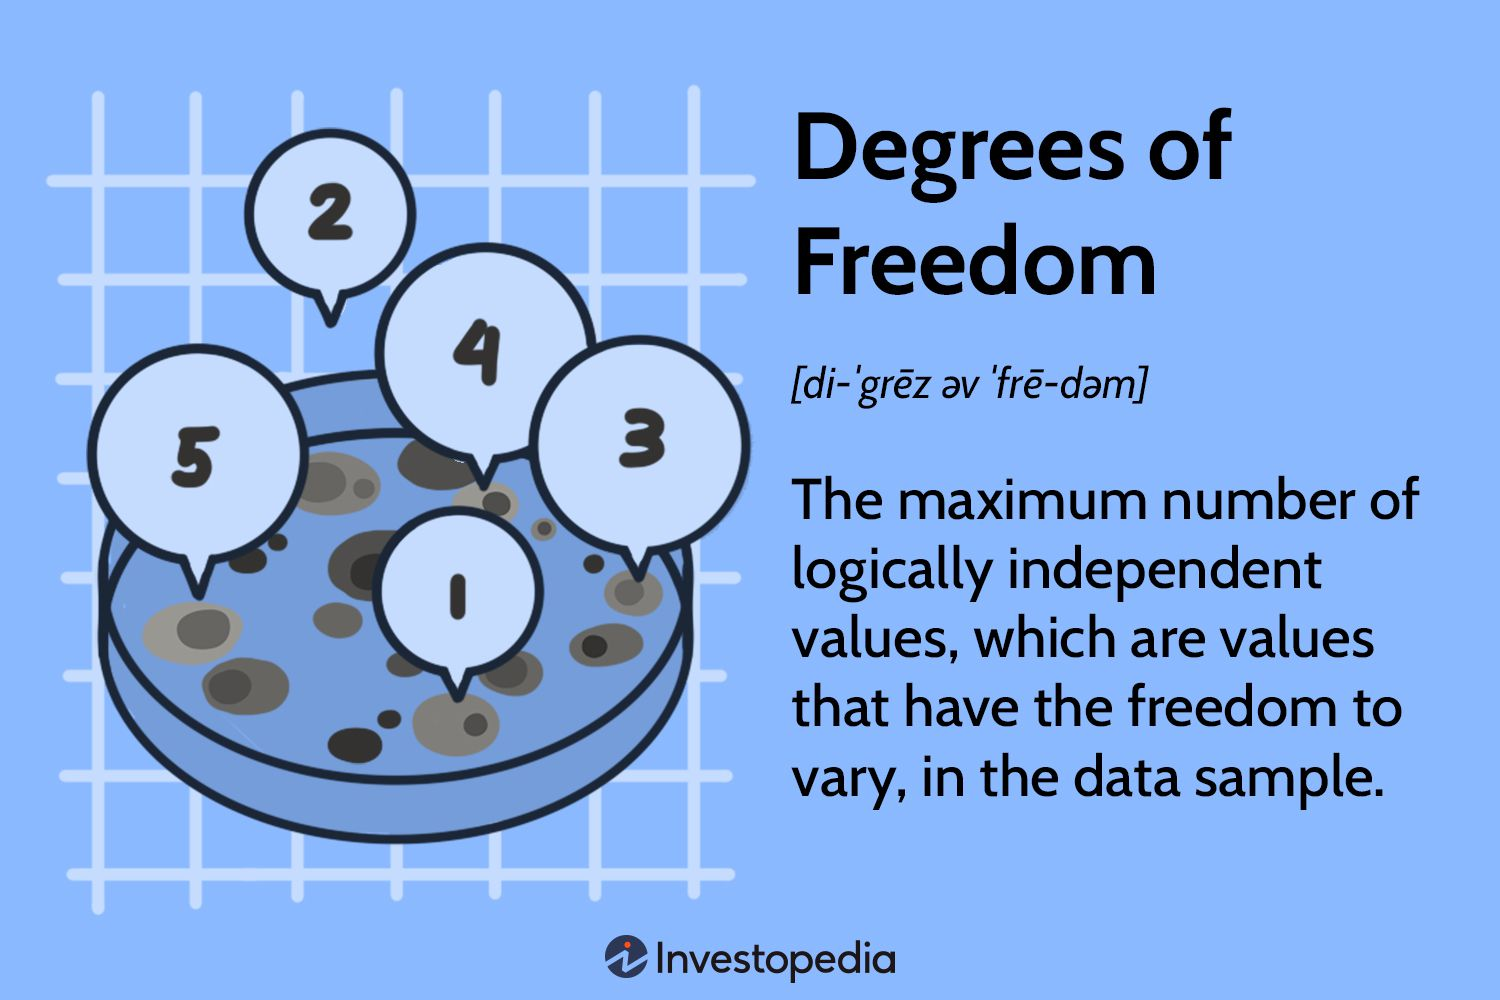 Degrees of
Freedom
[di-ˈgrēz əv ˈfrē-dəm]
The maximum number of
logically independent
values, which are values
that have the freedom to
vary, in the data sample.
2
4
3
5
1
Investopedia